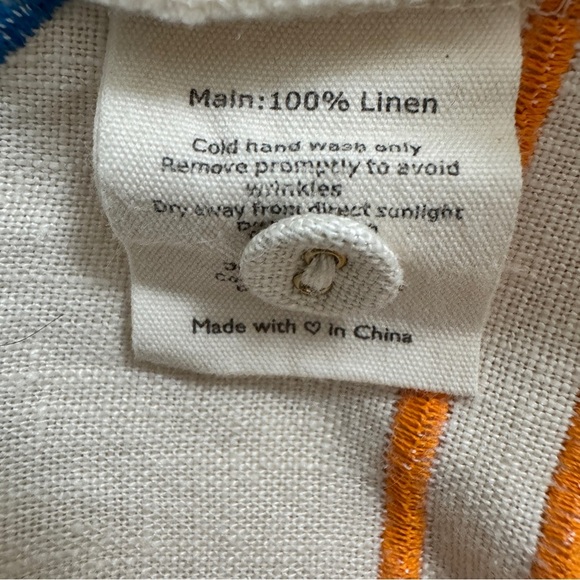 Main:100% Linen
Cold hand wash only
Remove promptly to avoid
wrinkles
Dry away from direct sunlight
Made with ♡ in China